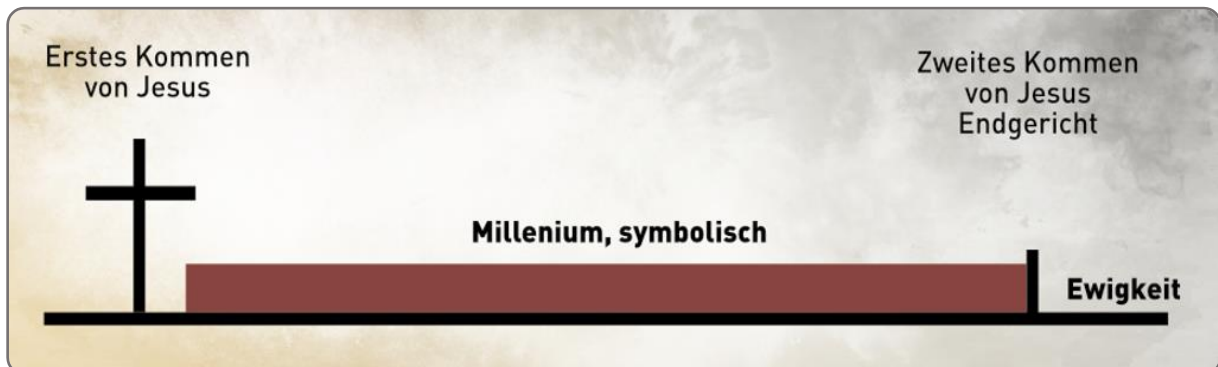 Erstes Kommen
von Jesus
Zweites Kommen
von Jesus
Endgericht
Millenium, symbolisch
Ewigkeit